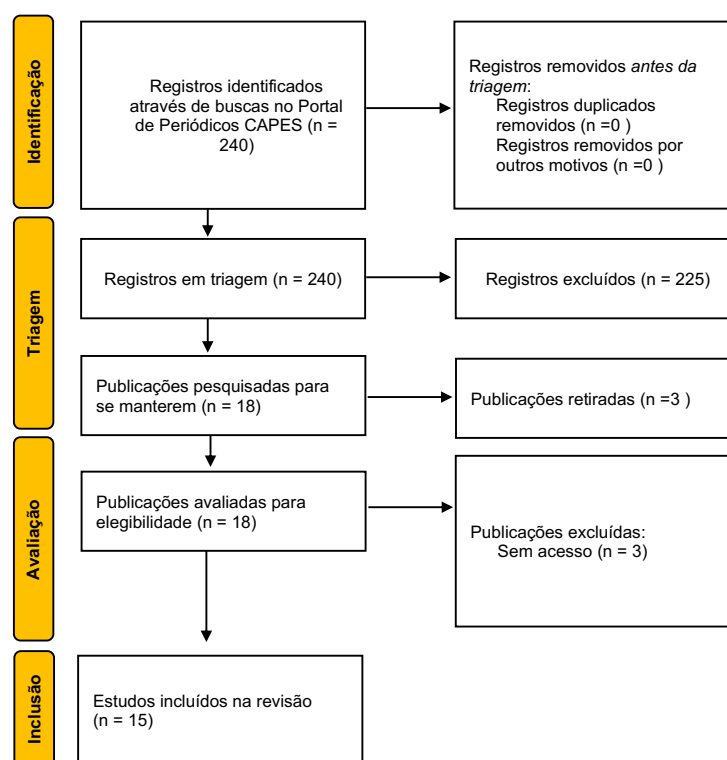 Identificação
Registros identificados
através de buscas no Portal
de Periódicos CAPES (n =
240)
Registros removidos antes da
triagem:
Registros duplicados
removidos (n =0 )
Registros removidos por
outros motivos (n =0 )
Triagem
Registros em triagem (n = 240)
Registros excluídos (n = 225)
Publicações pesquisadas para
se manterem (n = 18)
Publicações retiradas (n =3 )
Avaliação
Publicações avaliadas para
elegibilidade (n = 18)
Publicações excluídas:
Sem acesso (n = 3)
Inclusão
Estudos incluídos na revisão
(n = 15)